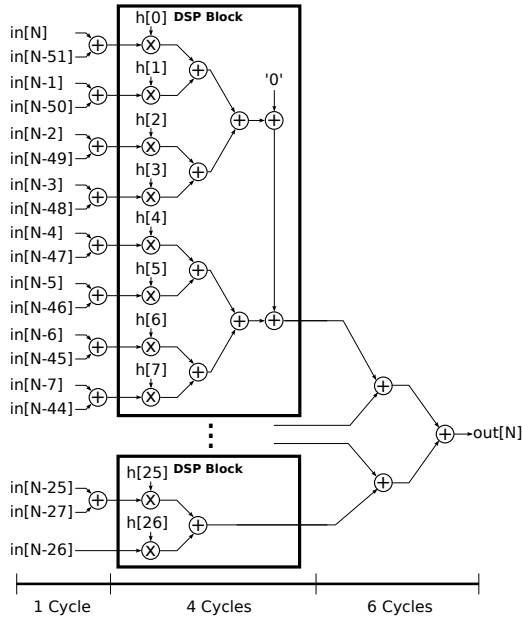 in[N]
in[N-51]
in[N-1]
in[N-50]
in[N-2]
in[N-49]
in[N-3]
in[N-48]
in[N-4]
in[N-47]
in[N-5]
in[N-46]
in[N-6]
in[N-45]
in[N-7]
in[N-44]
h[0]
DSP Block
h[1]
'0'
h[2]
h[3]
h[4]
h[5]
h[6]
h[7]
out[N]
DSP Block
h[25]
in[N-25]
in[N-27]
h[26]
in[N-26]
1 Cycle
4 Cycles
6 Cycles